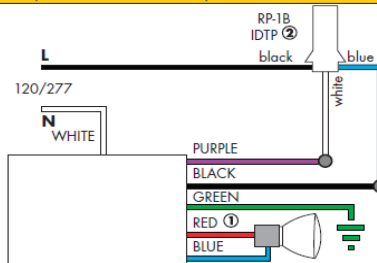 RP-1B
IDTP ②
L
black
blue
120/277
white
N
WHITE
PURPLE
BLACK
GREEN
RED ①
BLUE